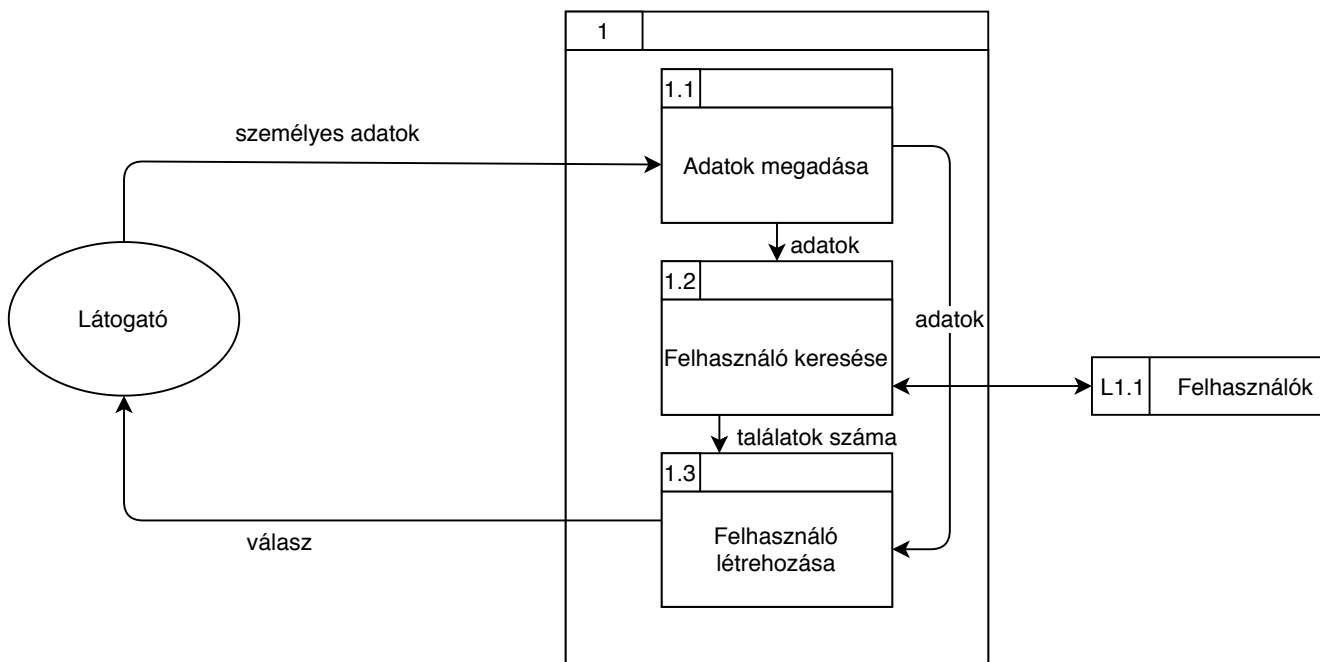 1
1.1
személyes adatok
Adatok megadása
adatok
1.2
Látogató
adatok
Felhasználó keresése
L1.1
Felhasználók
találatok száma
1.3
Felhasználó
létrehozása
válasz